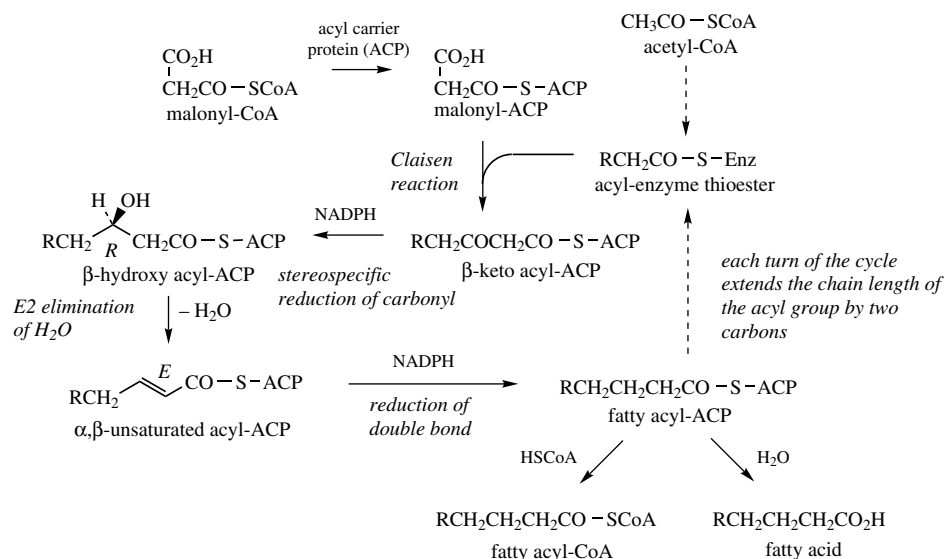 acyl carrier
protein (ACP)
CO₂H
CH₂CO – SCoA
malonyl-CoA
CO₂H
CH₂CO – S – ACP
malonyl-ACP
CH₃CO – SCoA
acetyl-CoA
Claisen
reaction
RCH₂CO – S – Enz
acyl-enzyme thioester
H OH
RCH₂ R CH₂CO – S – ACP
β-hydroxy acyl-ACP
NADPH
stereospecific
reduction of carbonyl
RCH₂COCH₂CO – S – ACP
β-keto acyl-ACP
each turn of the cycle
extends the chain length of
the acyl group by two
carbons
E2 elimination
of H₂O
– H₂O
E
RCH₂ CO – S – ACP
α,β-unsaturated acyl-ACP
NADPH
reduction of
double bond
RCH₂CH₂CH₂CO – S – ACP
fatty acyl-ACP
HSCoA
H₂O
RCH₂CH₂CH₂CO – SCoA
fatty acyl-CoA
RCH₂CH₂CH₂CO₂H
fatty acid